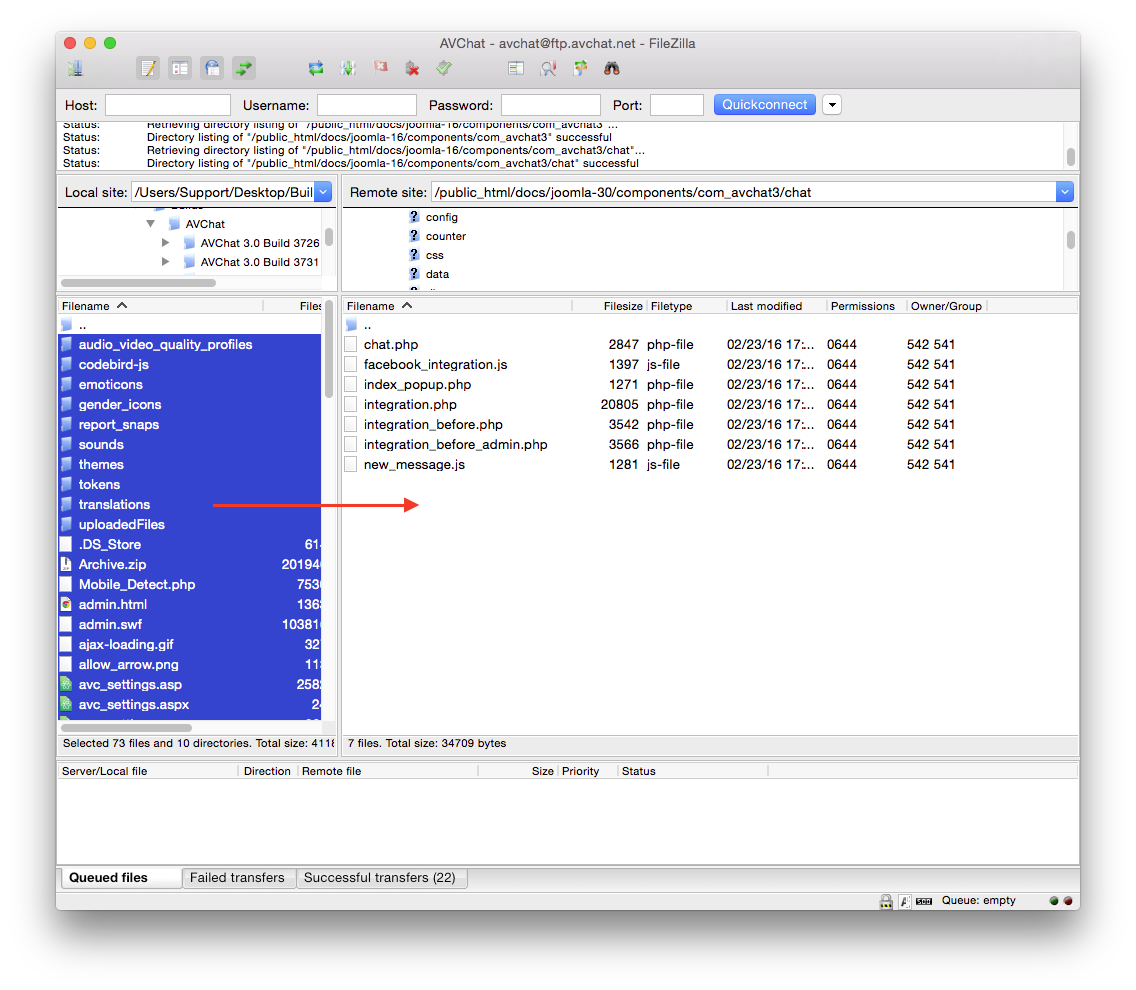 AVChat - avchat@ftp.avchat.net - FileZilla
Host: Username: Password: Port: Quickconnect
Status: Retrieving directory listing of "/public_html/docs/joomla-16/components/com_avchat3"...
Status: Directory listing of "/public_html/docs/joomla-16/components/com_avchat3" successful
Status: Retrieving directory listing of "/public_html/docs/joomla-16/components/com_avchat3/chat"...
Status: Directory listing of "/public_html/docs/joomla-16/components/com_avchat3/chat" successful
Local site: /Users/Support/Desktop/Buil
AVChat
AVChat 3.0 Build 3726
AVChat 3.0 Build 3731
Remote site: /public_html/docs/joomla-30/components/com_avchat3/chat
? config
? counter
? css
? data
Filename Files
..
audio_video_quality_profiles
codebird-js
emoticons
gender_icons
report_snaps
sounds
themes
tokens
translations
uploadedFiles
.DS_Store 614
Archive.zip 20194
Mobile_Detect.php 7530
admin.html 1368
admin.swf 10381
ajax-loading.gif 32
allow_arrow.png 11
avc_settings.asp 2582
avc_settings.aspx 24
Selected 73 files and 10 directories. Total size: 4116
Filename Filesize Filetype Last modified Permissions Owner/Group
..
chat.php 2847 php-file 02/23/16 17:... 0644 542 541
facebook_integration.js 1397 js-file 02/23/16 17:... 0644 542 541
index_popup.php 1271 php-file 02/23/16 17:... 0644 542 541
integration.php 20805 php-file 02/23/16 17:... 0644 542 541
integration_before.php 3542 php-file 02/23/16 17:... 0644 542 541
integration_before_admin.php 3566 php-file 02/23/16 17:... 0644 542 541
new_message.js 1281 js-file 02/23/16 17:... 0644 542 541
7 files. Total size: 34709 bytes
Server/Local file Direction Remote file Size Priority Status
Queued files Failed transfers Successful transfers (22)
Queue: empty